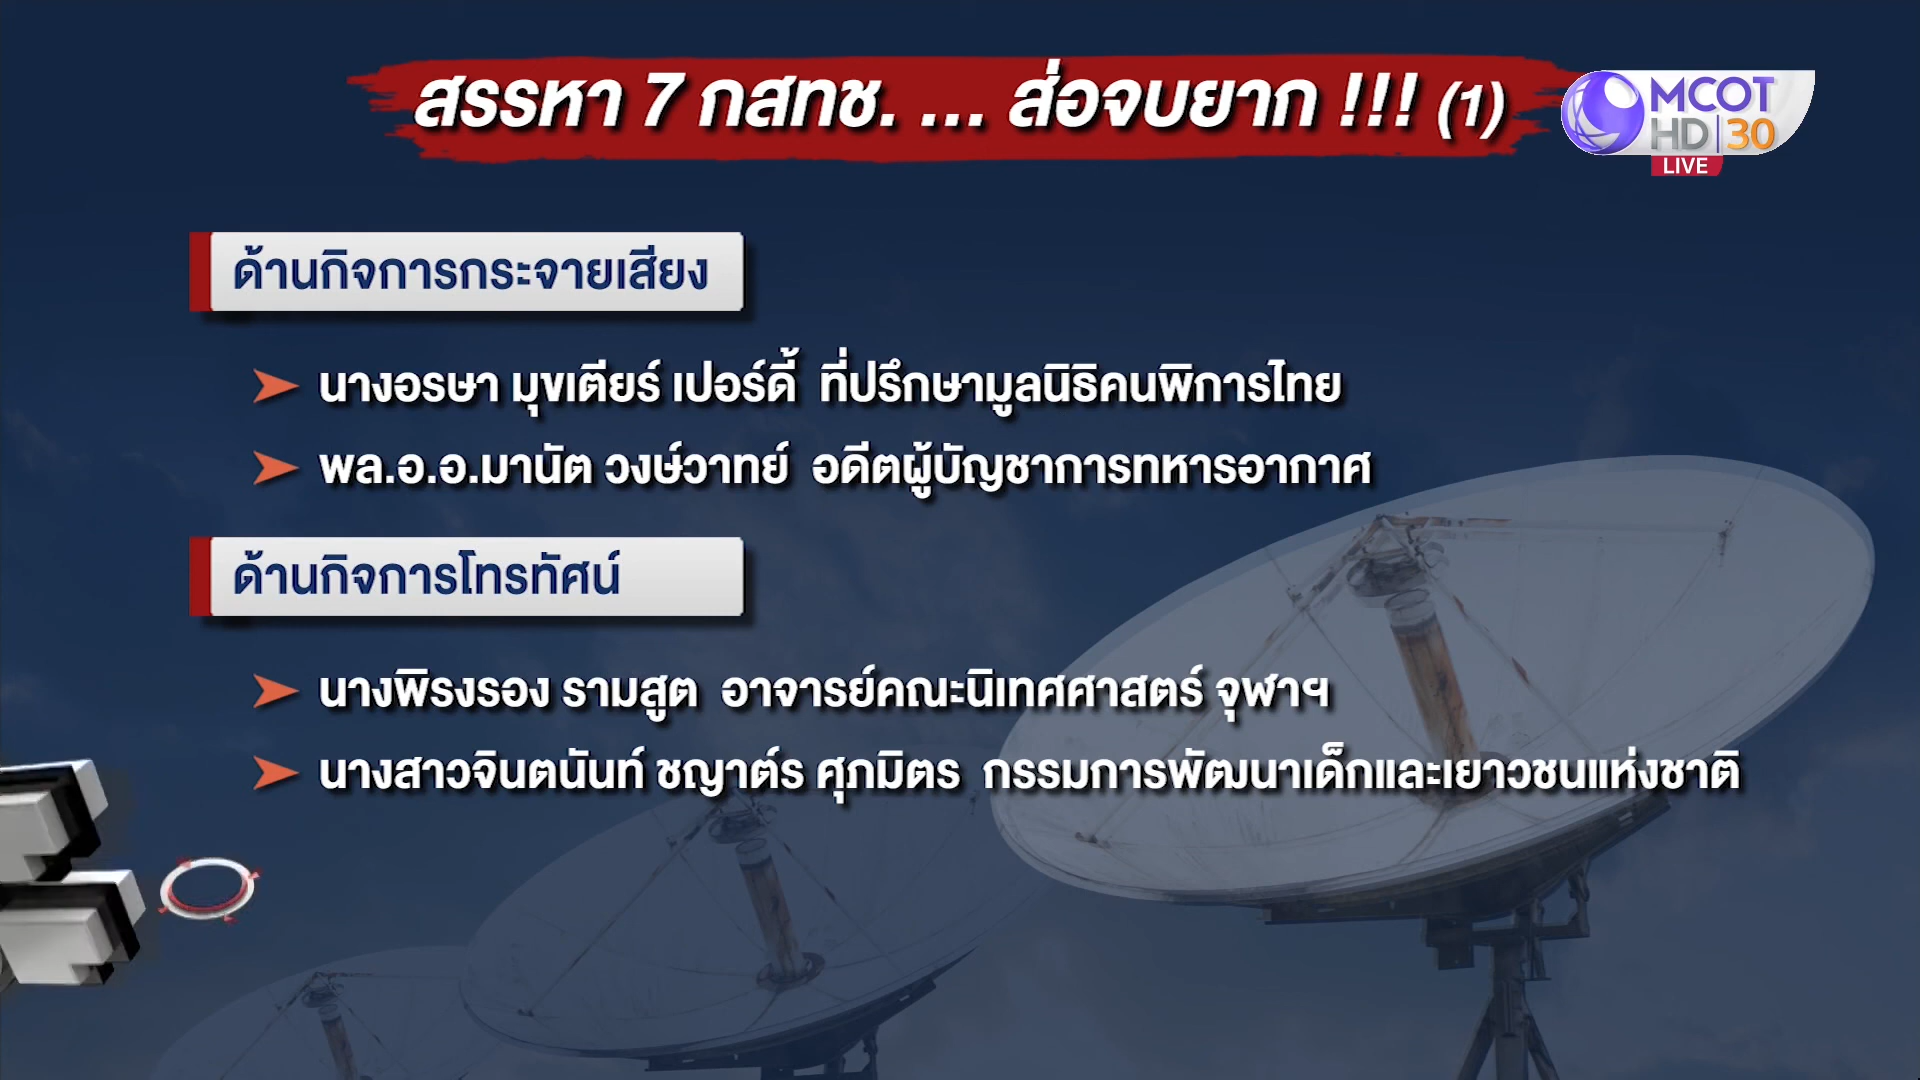 สรรหา 7 กสทช. ... ส่อจบยาก !!! (1)
MCOT
HD 30
LIVE
ด้านกิจการกระจายเสียง
นางอรษา มุขเตียร์ เปอร์ดี้ ที่ปรึกษามูลนิธิคนพิการไทย
พล.อ.อ.มานัต วงษ์วาทย์ อดีตผู้บัญชาการทหารอากาศ
ด้านกิจการโทรทัศน์
นางพิรงรอง รามสูต อาจารย์คณะนิเทศศาสตร์ จุฬาฯ
นางสาวจินตนันท์ ชญาต์ร ศุภมิตร กรรมการพัฒนาเด็กและเยาวชนแห่งชาติ